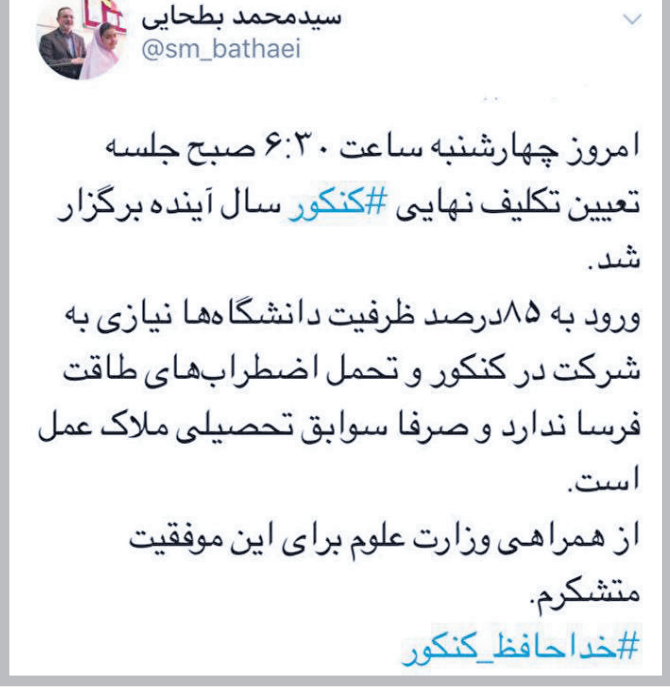 سیدمحمد بطحایی
@sm_bathaei
امروز چهارشنبه ساعت ۶:۳۰ صبح جلسه
تعیین تکلیف نهایی #کنکور سال آینده برگزار
شد.
ورود به ۸۵درصد ظرفیت دانشگاه‌ها نیازی به
شرکت در کنکور و تحمل اضطراب‌های طاقت
فرسا ندارد و صرفا سوابق تحصیلی ملاک عمل
است.
از همراهی وزارت علوم برای این موفقیت
متشکرم.
#خداحافظ_کنکور